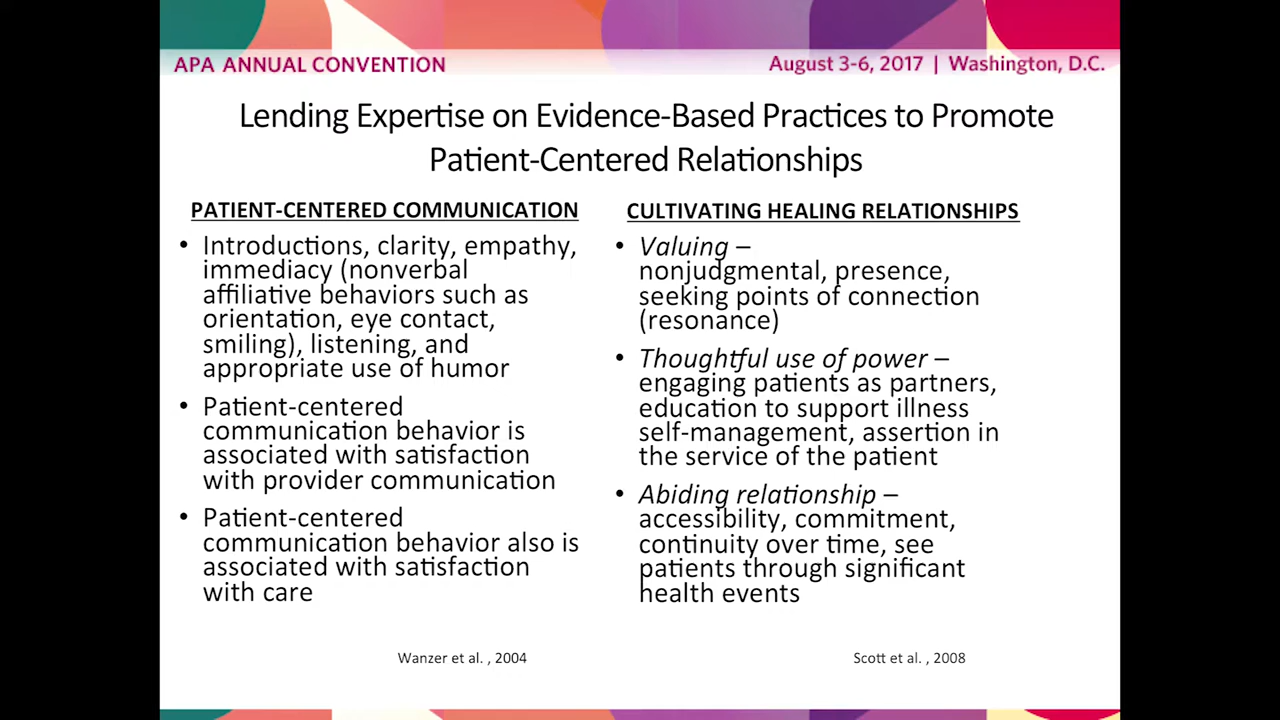 APA ANNUAL CONVENTION
August 3-6, 2017 | Washington, D.C.
Lending Expertise on Evidence-Based Practices to Promote
Patient-Centered Relationships
PATIENT-CENTERED COMMUNICATION
• Introductions, clarity, empathy,
immediacy (nonverbal
affiliative behaviors such as
orientation, eye contact,
smiling), listening, and
appropriate use of humor
• Patient-centered
communication behavior is
associated with satisfaction
with provider communication
• Patient-centered
communication behavior also is
associated with satisfaction
with care
Wanzer et al. , 2004
CULTIVATING HEALING RELATIONSHIPS
• Valuing –
nonjudgmental, presence,
seeking points of connection
(resonance)
• Thoughtful use of power –
engaging patients as partners,
education to support illness
self-management, assertion in
the service of the patient
• Abiding relationship –
accessibility, commitment,
continuity over time, see
patients through significant
health events
Scott et al. , 2008